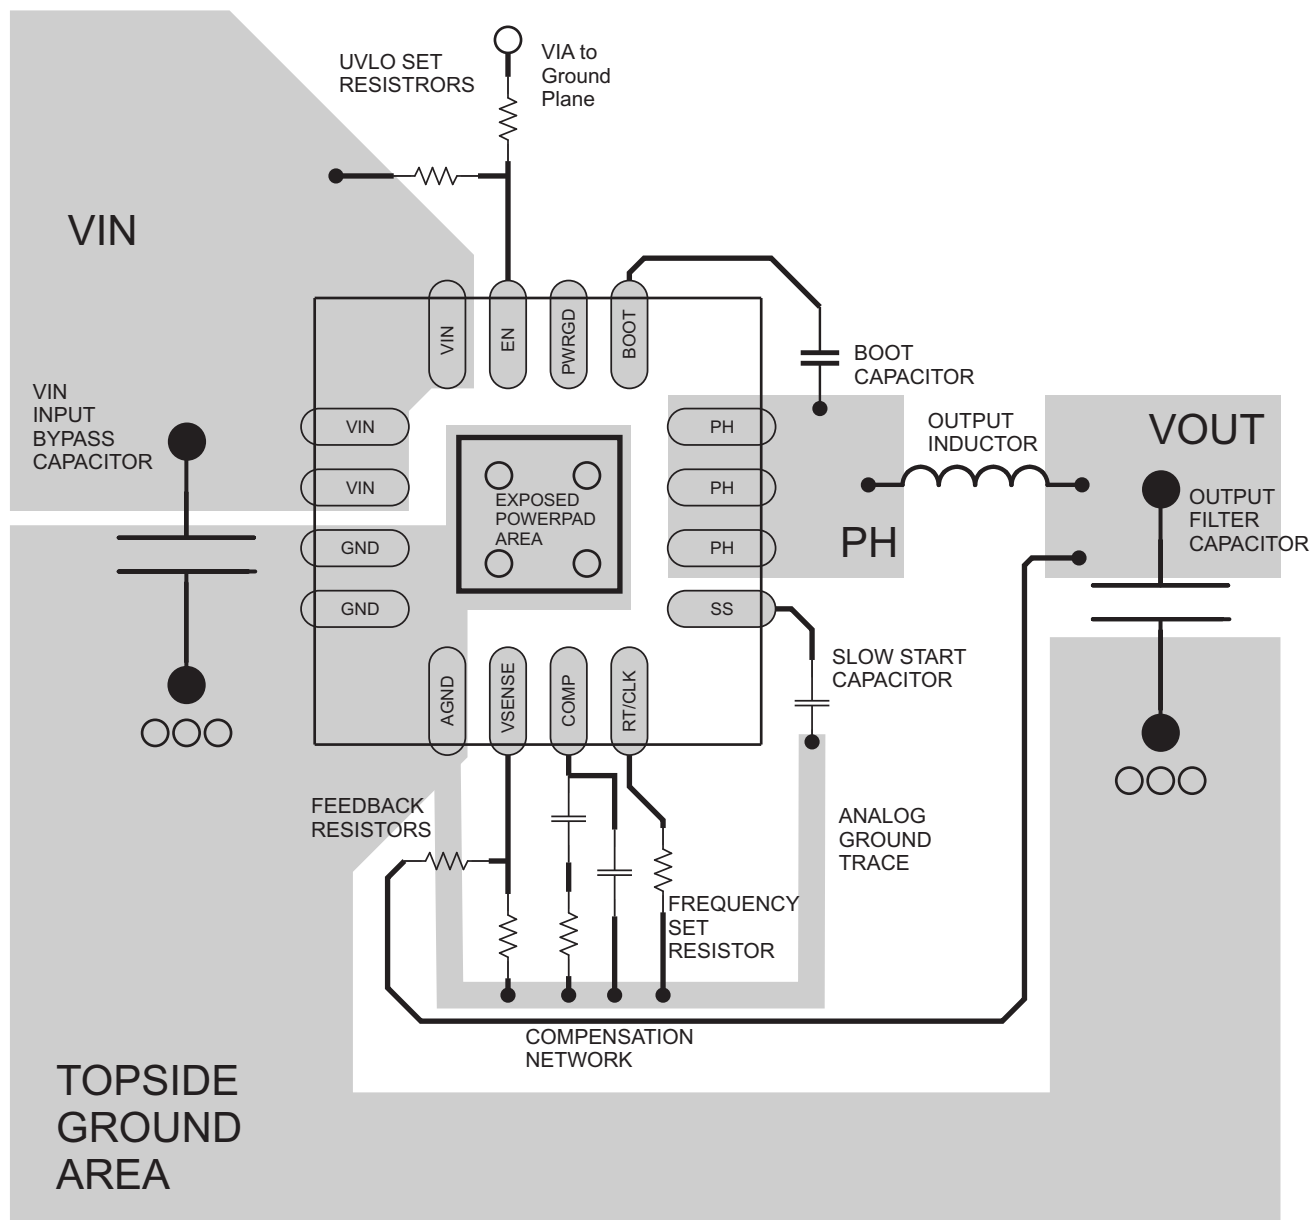 UVLO SET
RESISTRORS
VIA to
Ground
Plane
VIN
VIN
EN
PWRGD
BOOT
BOOT
CAPACITOR
VIN
INPUT
BYPASS
CAPACITOR
VIN
VIN
GND
GND
EXPOSED
POWERPAD
AREA
PH
PH
PH
SS
PH
OUTPUT
INDUCTOR
VOUT
OUTPUT
FILTER
CAPACITOR
SLOW START
CAPACITOR
AGND
VSENSE
COMP
RT/CLK
FEEDBACK
RESISTORS
ANALOG
GROUND
TRACE
FREQUENCY
SET
RESISTOR
COMPENSATION
NETWORK
TOPSIDE
GROUND
AREA